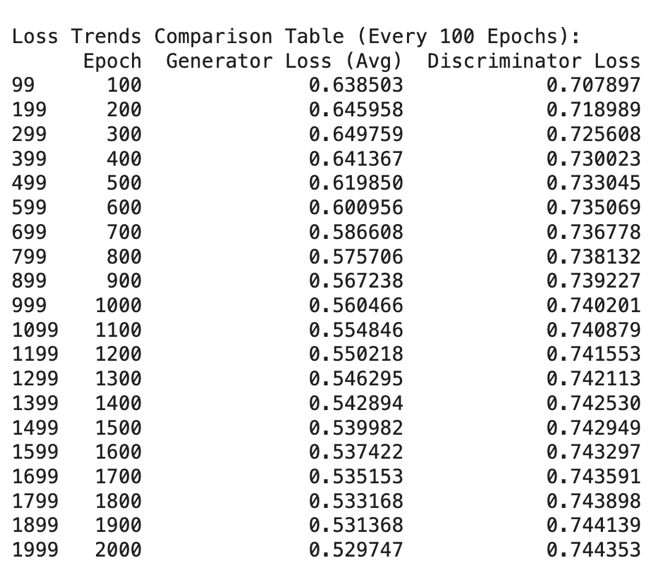 Loss Trends Comparison Table (Every 100 Epochs):
Epoch Generator Loss (Avg) Discriminator Loss
99 100 0.638503 0.707897
199 200 0.645958 0.718989
299 300 0.649759 0.725608
399 400 0.641367 0.730023
499 500 0.619850 0.733045
599 600 0.600956 0.735069
699 700 0.586608 0.736778
799 800 0.575706 0.738132
899 900 0.567238 0.739227
999 1000 0.560466 0.740201
1099 1100 0.554846 0.740879
1199 1200 0.550218 0.741553
1299 1300 0.546295 0.742113
1399 1400 0.542894 0.742530
1499 1500 0.539982 0.742949
1599 1600 0.537422 0.743297
1699 1700 0.535153 0.743591
1799 1800 0.533168 0.743898
1899 1900 0.531368 0.744139
1999 2000 0.529747 0.744353